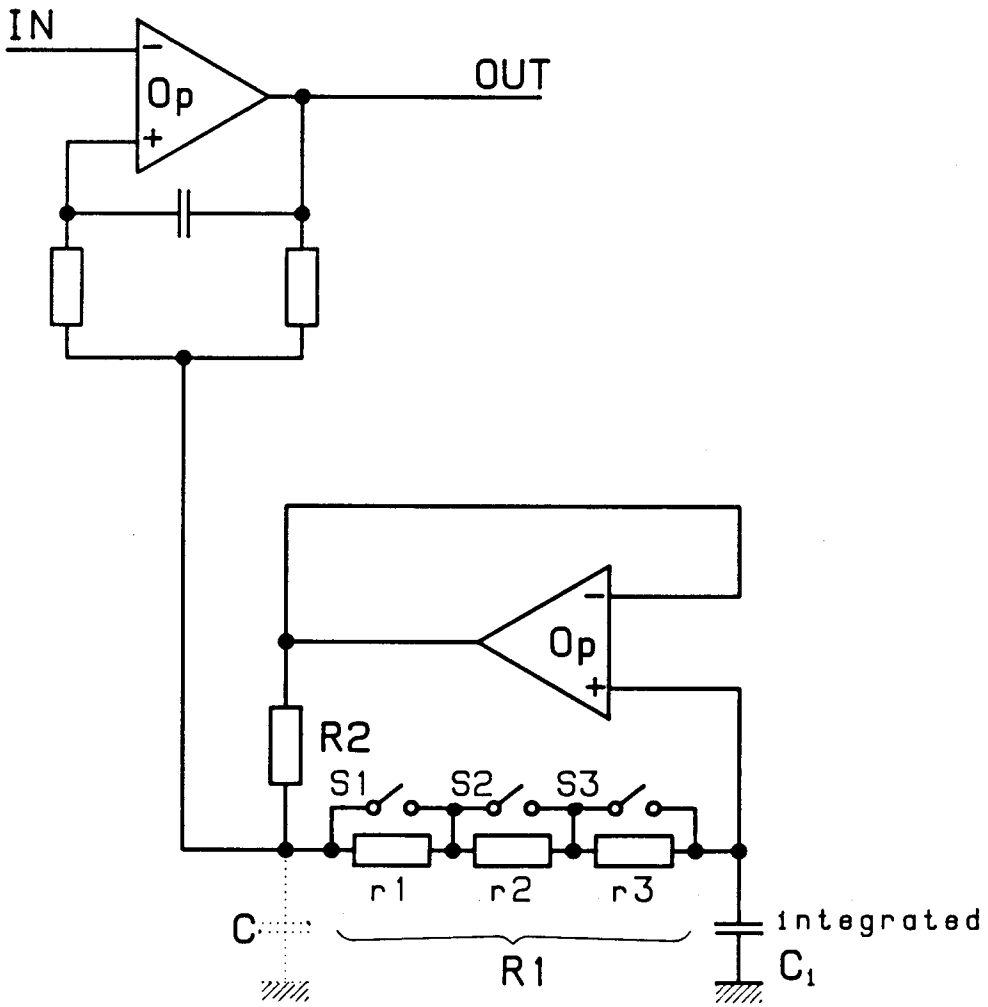 IN
−
Op
+
OUT
−
Op
+
R2
S1 S2 S3
r1 r2 r3
C
R1
integrated
C₁